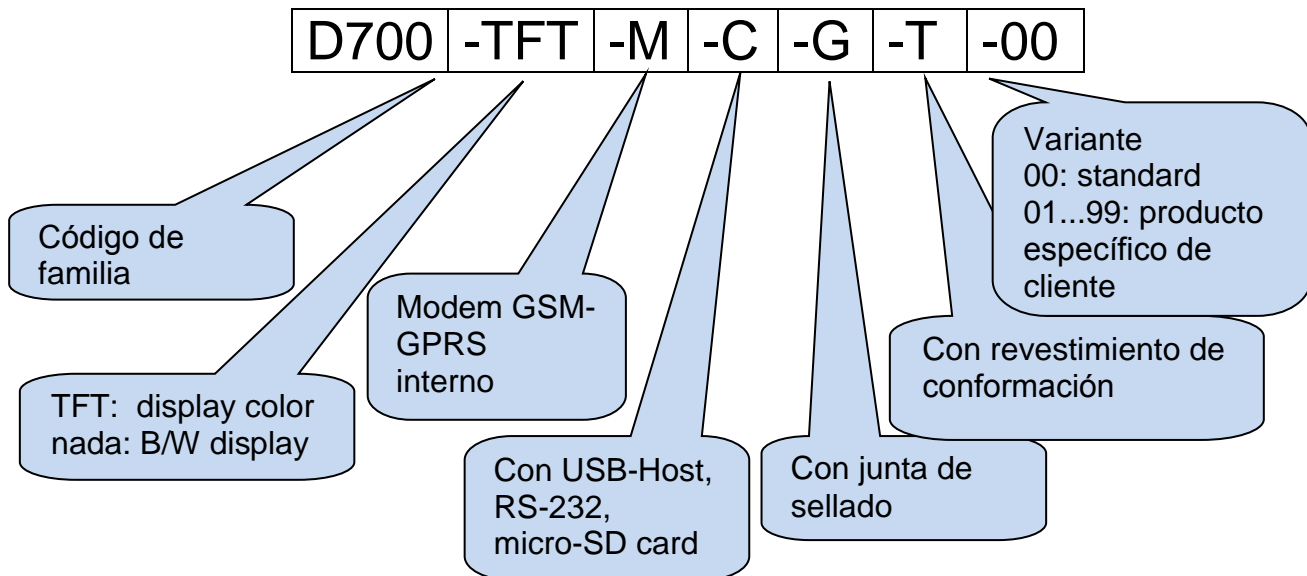 D700 -TFT -M -C -G -T -00
Variante
00: standard
01...99: producto
específico de
cliente
Código de
familia
Modem GSM-
GPRS
interno
Con revestimiento de
conformación
TFT: display color
nada: B/W display
Con USB-Host,
RS-232,
micro-SD card
Con junta de
sellado